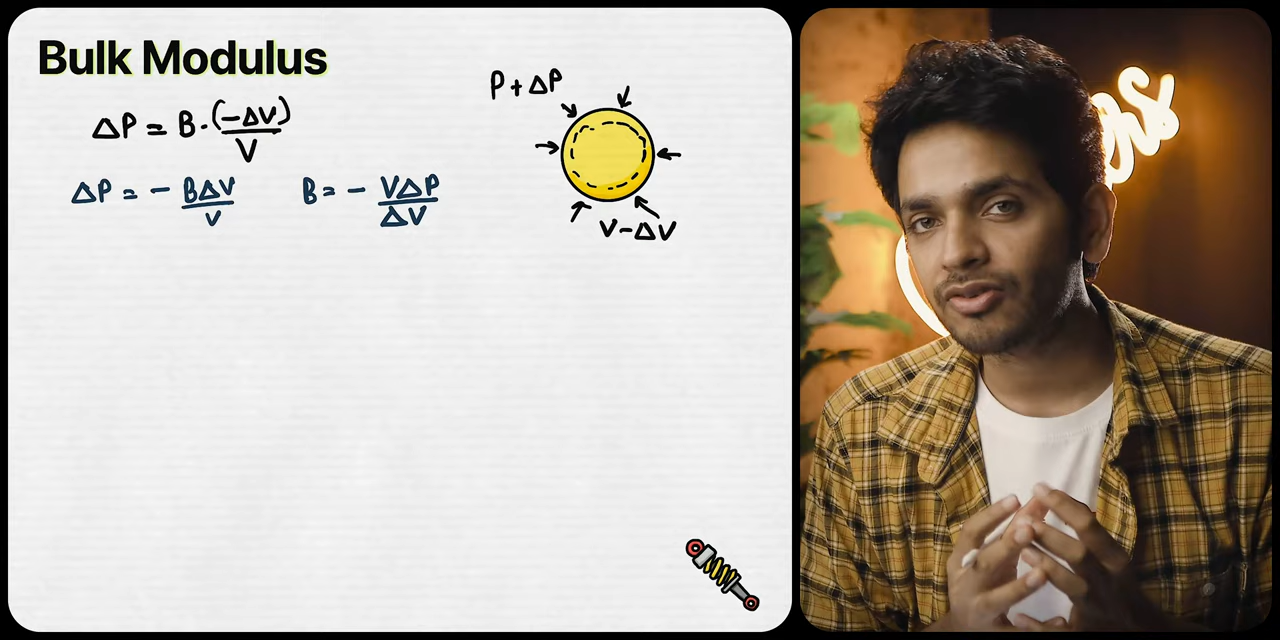 Bulk Modulus
P + ΔP
ΔP = B · (-ΔV)/V
ΔP = - BΔV/V
B = - VΔP/ΔV
V - ΔV